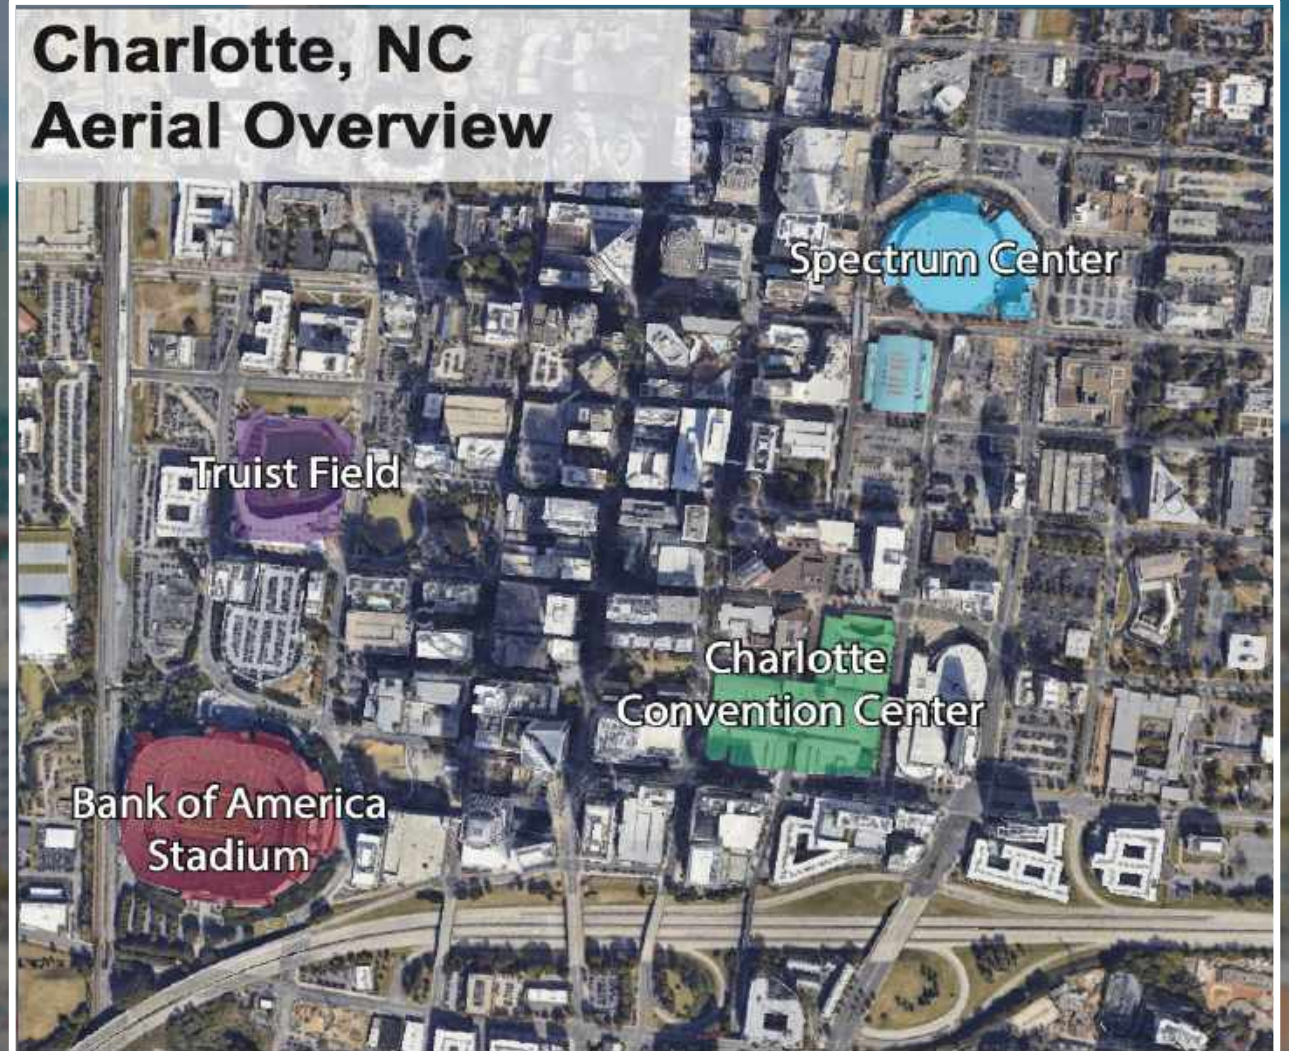 Charlotte, NC
Aerial Overview
Spectrum Center
Truist Field
Charlotte
Convention Center
Bank of America
Stadium